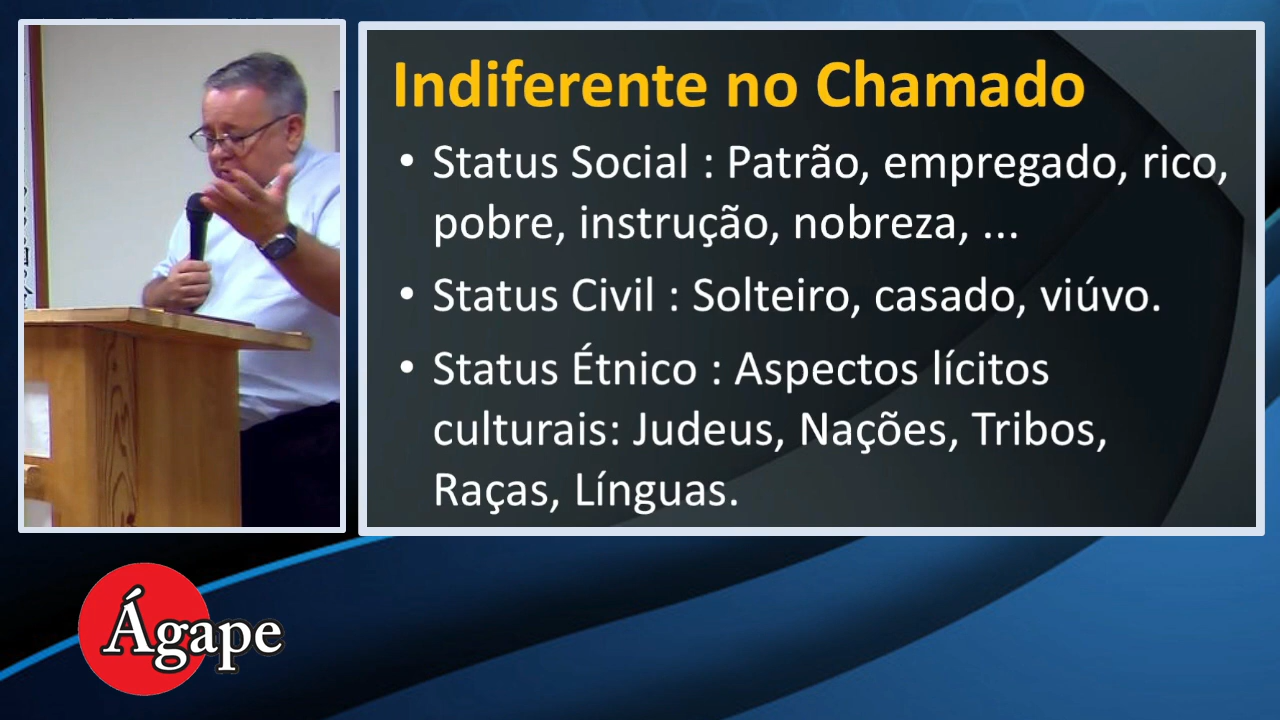 Indiferente no Chamado
• Status Social : Patrão, empregado, rico,
pobre, instrução, nobreza, ...
• Status Civil : Solteiro, casado, viúvo.
• Status Étnico : Aspectos lícitos
culturais: Judeus, Nações, Tribos,
Raças, Línguas.
Ágape